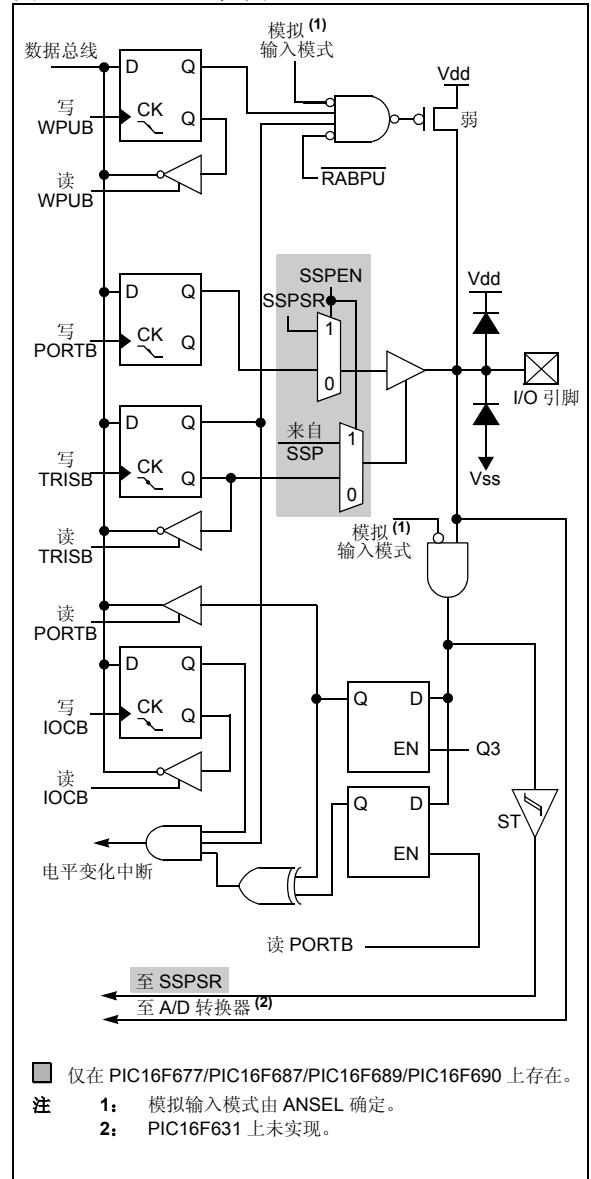 模拟 (1)
输入模式
数据总线
D Q
Vdd
写
WPUB
CK Q
弱
读
WPUB
RABPU
SSPEN
SSPSR
Vdd
D Q
1
写
PORTB
CK Q
0
I/O 引脚
D Q
来自
SSP
1
写
TRISB
CK Q
0
Vss
模拟 (1)
输入模式
读
TRISB
读
PORTB
D Q
Q D
写
IOCB
CK Q
EN Q3
读
IOCB
Q D
ST
EN
电平变化中断
读 PORTB
至 SSPSR
至 A/D 转换器 (2)
仅在 PIC16F677/PIC16F687/PIC16F689/PIC16F690 上存在。
注 1： 模拟输入模式由 ANSEL 确定。
2： PIC16F631 上未实现。